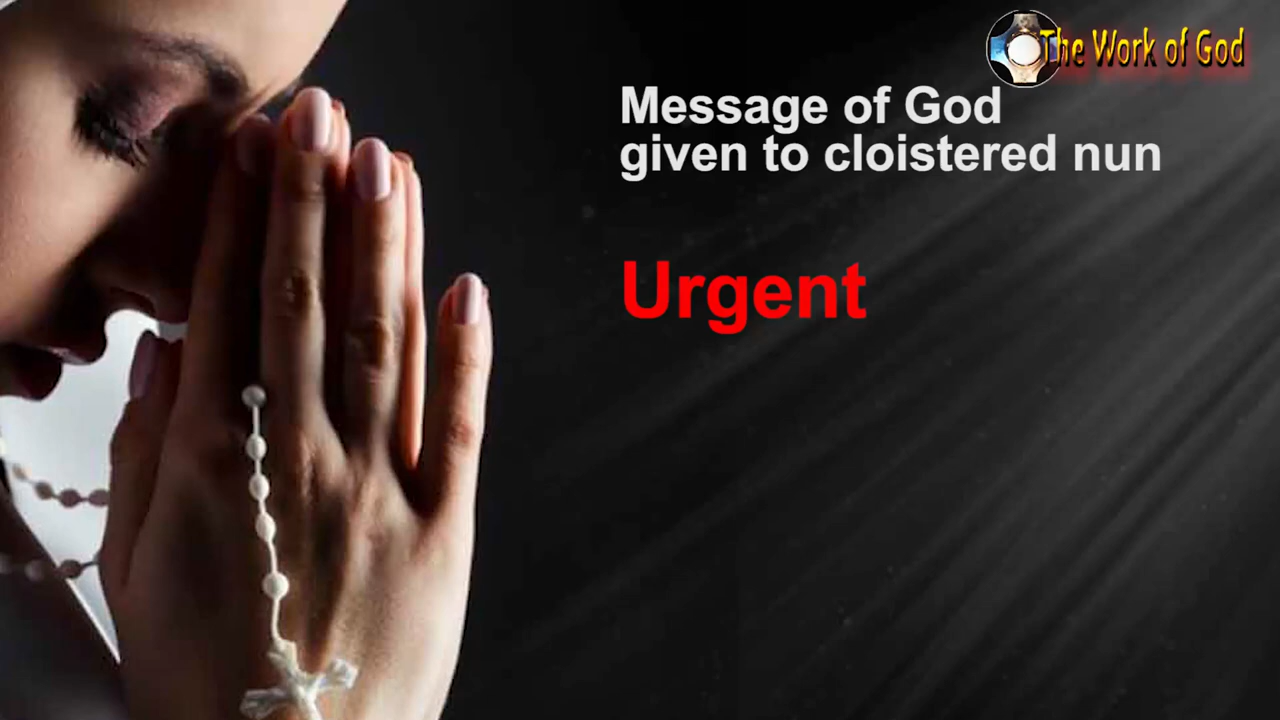 The Work of God
Message of God
given to cloistered nun
Urgent